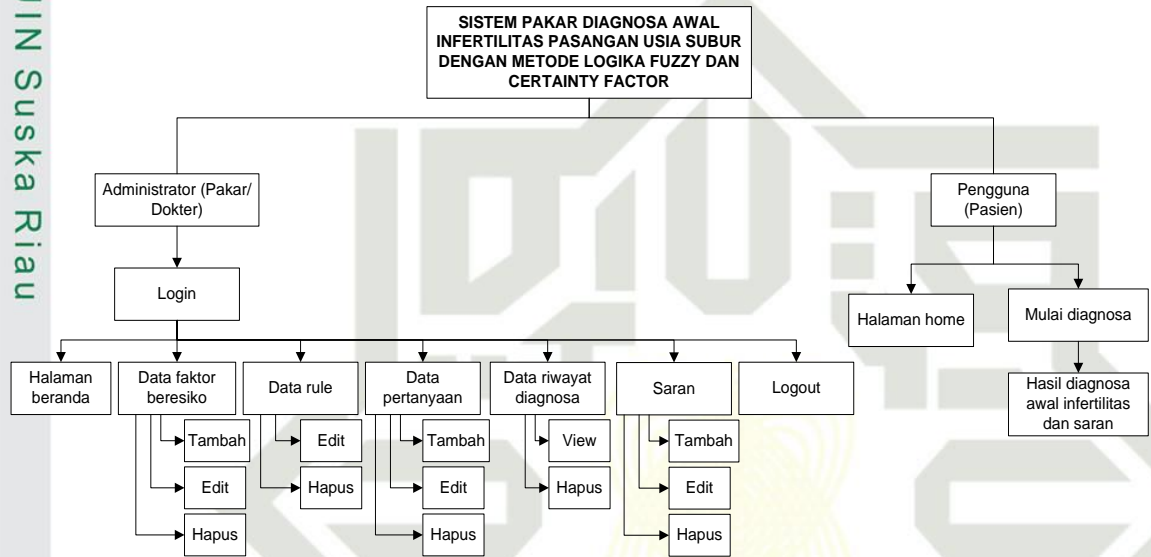 UIN Suska Riau
SISTEM PAKAR DIAGNOSA AWAL
INFERTILITAS PASANGAN USIA SUBUR
DENGAN METODE LOGIKA FUZZY DAN
CERTAINTY FACTOR
Administrator (Pakar/
Dokter)
Pengguna
(Pasien)
Login
Halaman home
Mulai diagnosa
Halaman
beranda
Data faktor
beresiko
Data rule
Data
pertanyaan
Data riwayat
diagnosa
Saran
Logout
Hasil diagnosa
awal infertilitas
dan saran
Tambah
Edit
Tambah
View
Tambah
Edit
Hapus
Edit
Hapus
Edit
Hapus
Hapus
Hapus